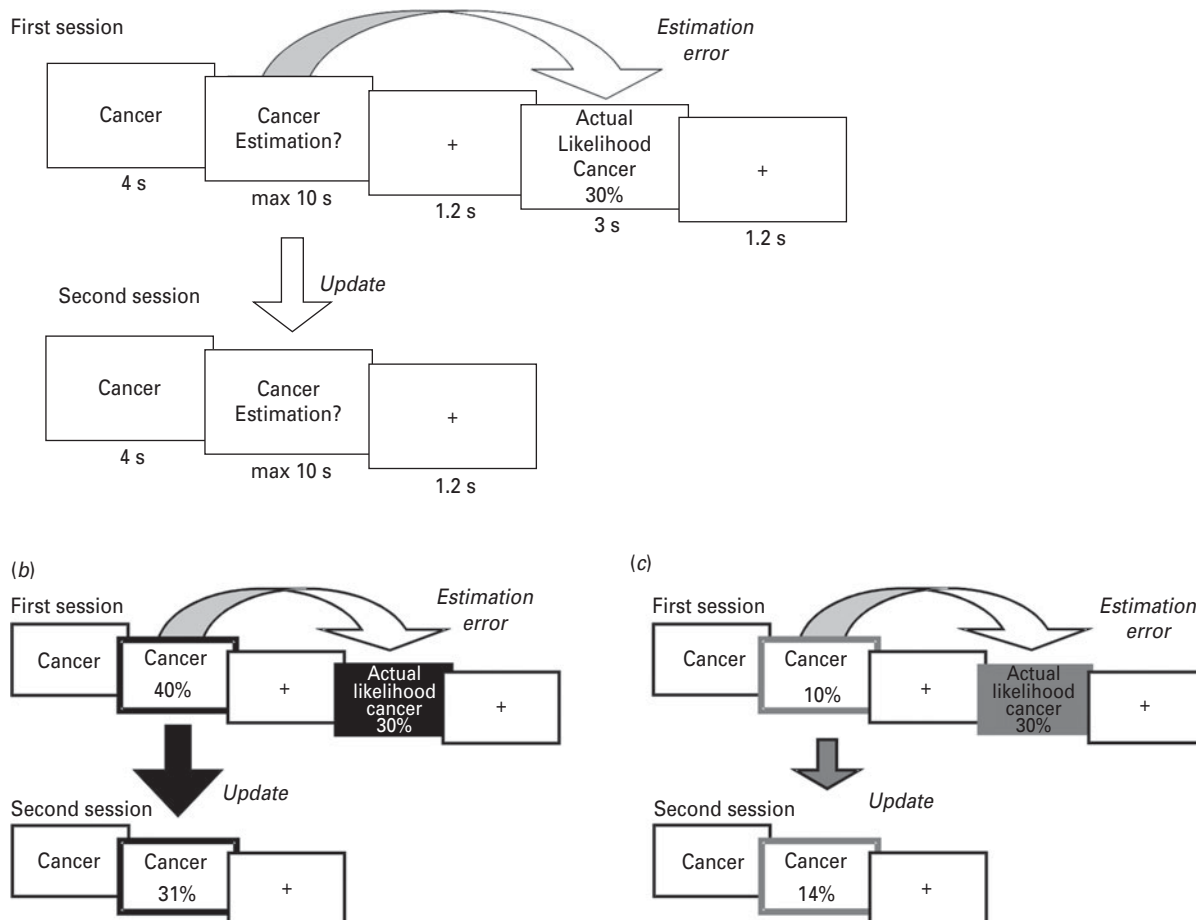 First session
Estimation
error
Cancer
4 s
Cancer
Estimation?
max 10 s
+
1.2 s
Actual
Likelihood
Cancer
30%
3 s
+
1.2 s
Update
Second session
Cancer
4 s
Cancer
Estimation?
max 10 s
+
1.2 s
(b)
First session
Estimation
error
Cancer
Cancer
40%
+
Actual
likelihood
cancer
30%
+
Update
Second session
Cancer
Cancer
31%
+
(c)
First session
Estimation
error
Cancer
Cancer
10%
+
Actual
likelihood
cancer
30%
+
Update
Second session
Cancer
Cancer
14%
+